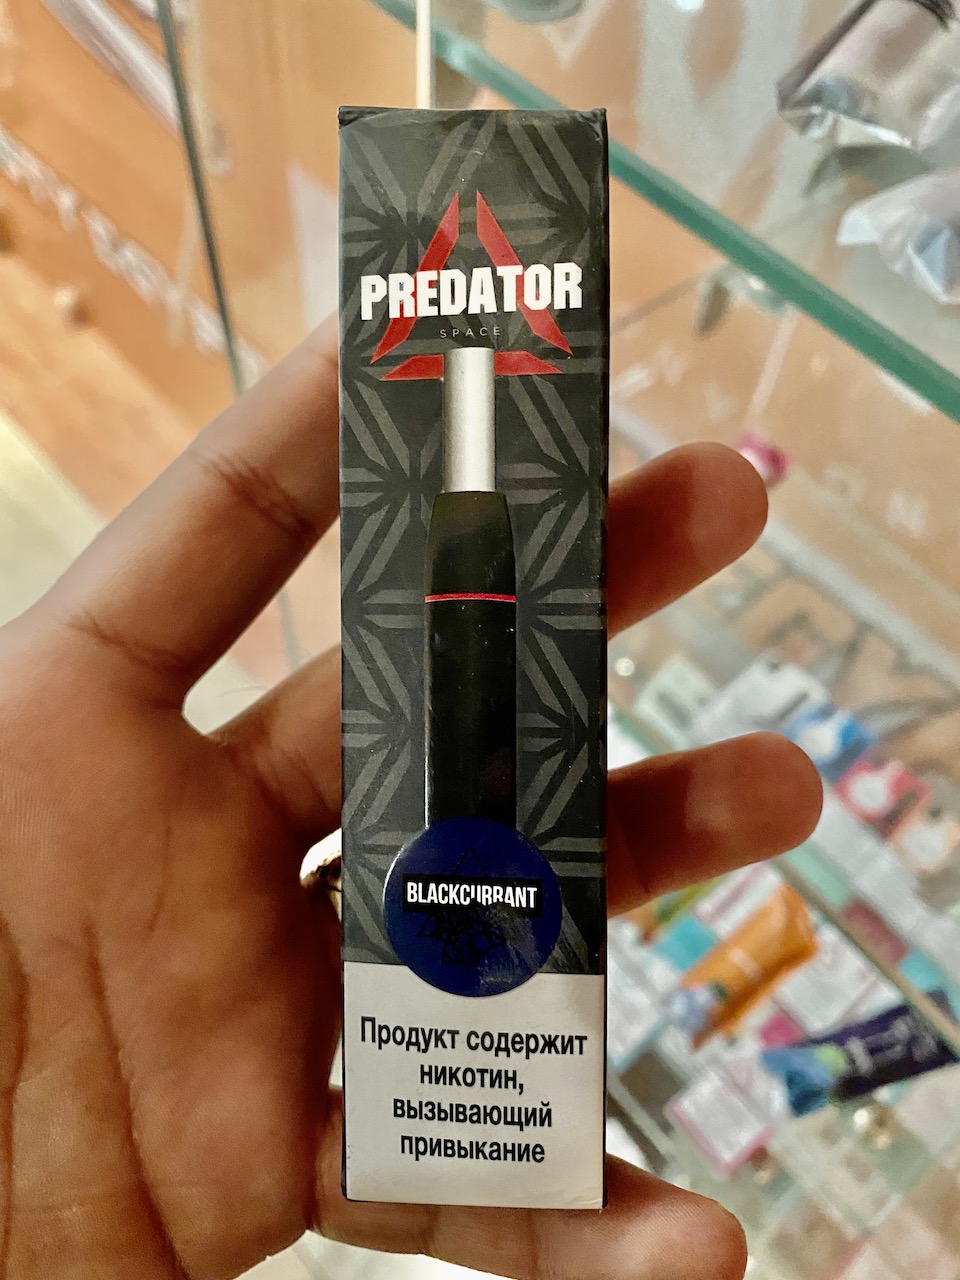 PREDATOR
SPACE
BLACKCURRANT
Продукт содержит
никотин,
вызывающий
привыкание